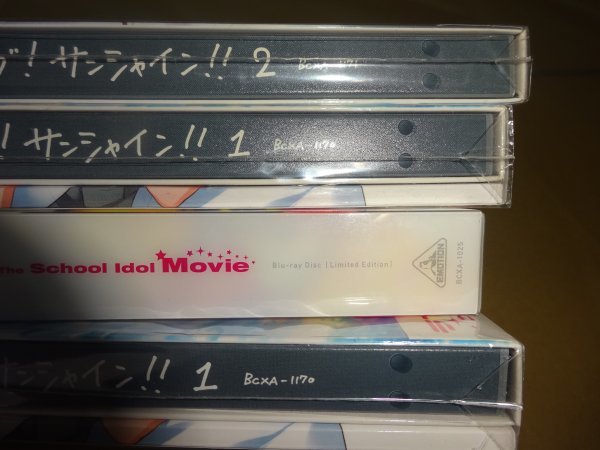 ブ! サンシャイン!! 2 BCXA-1171
! サンシャイン!! 1 BCXA-1170
The School Idol Movie Blu-ray Disc [Limited Edition] EMOTION BCXA-1025
サンシャイン!! 1 BCXA-1170